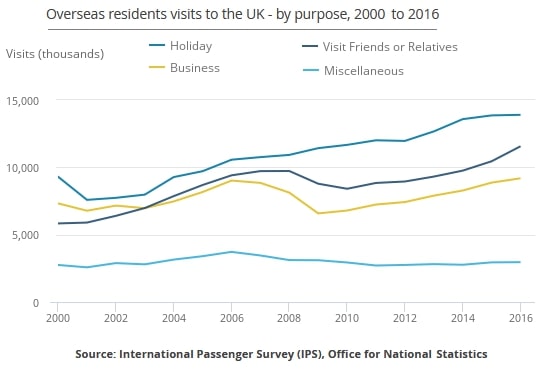 Overseas residents visits to the UK - by purpose, 2000 to 2016
Visits (thousands)
Holiday
Visit Friends or Relatives
Business
Miscellaneous
15,000
10,000
5,000
0
2000 2002 2004 2006 2008 2010 2012 2014 2016
Source: International Passenger Survey (IPS), Office for National Statistics